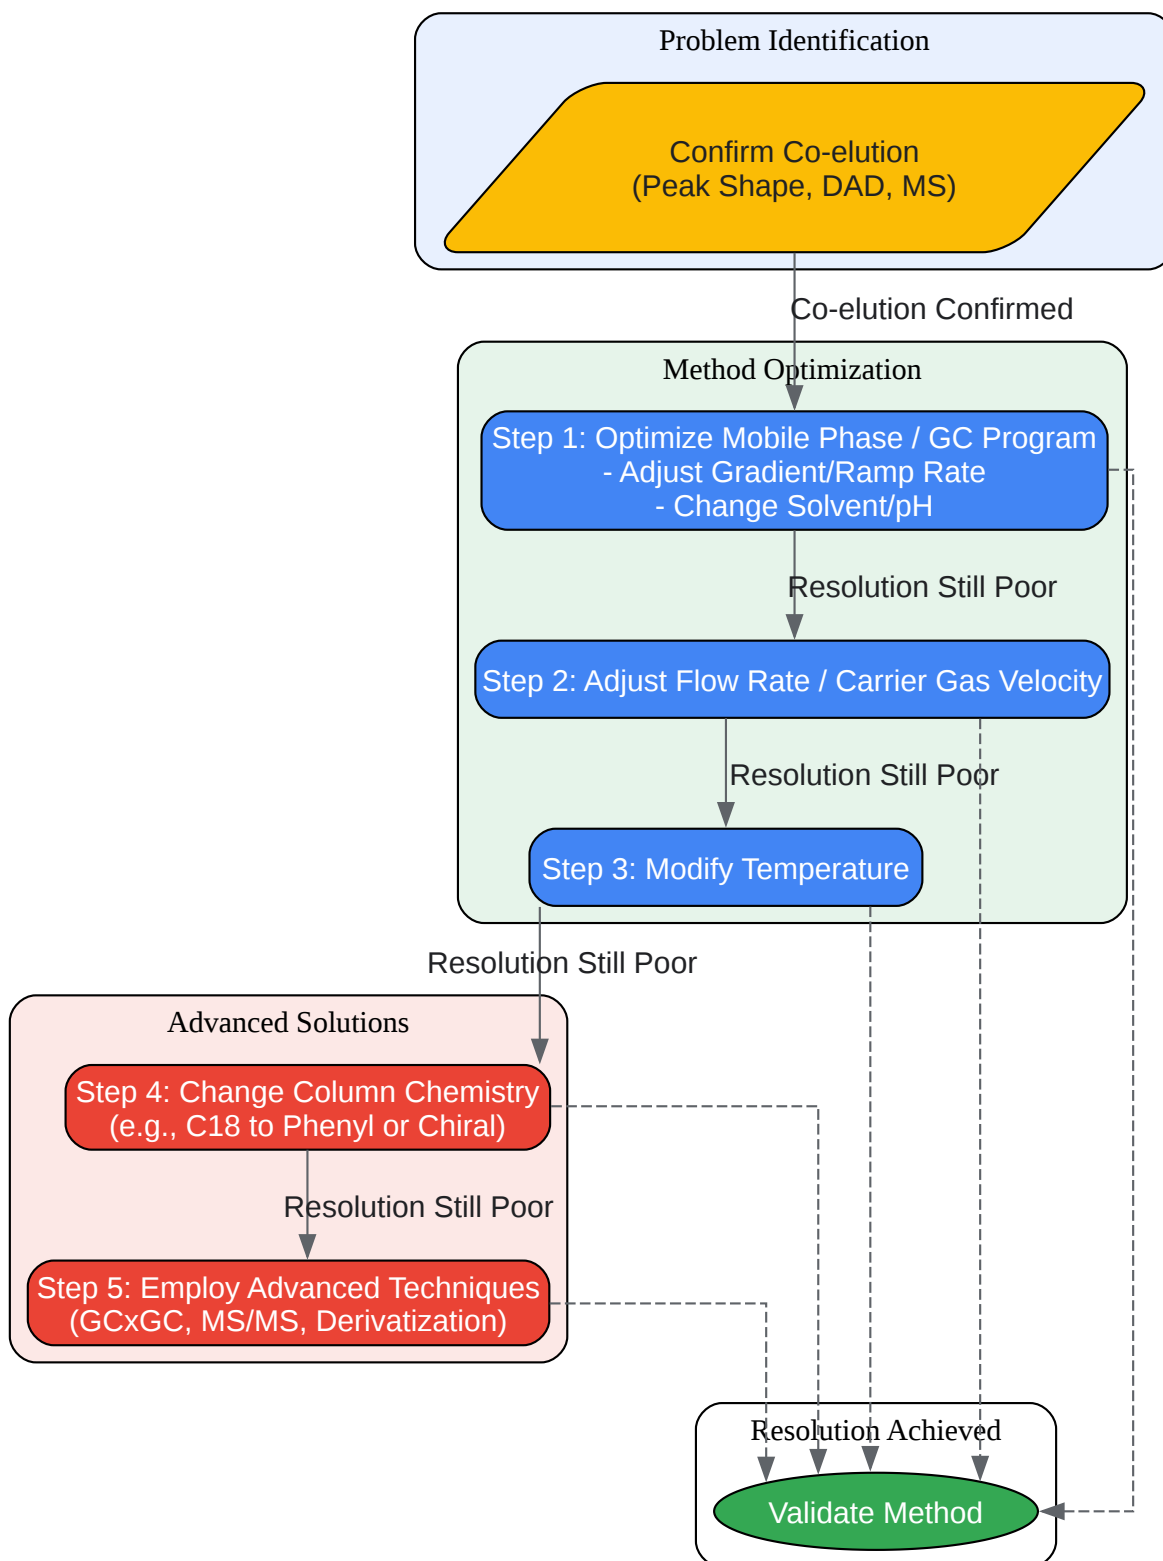 Problem Identification
Confirm Co-elution
(Peak Shape, DAD, MS)
Co-elution Confirmed
Method Optimization
Step 1: Optimize Mobile Phase / GC Program
- Adjust Gradient/Ramp Rate
- Change Solvent/pH
Resolution Still Poor
Step 2: Adjust Flow Rate / Carrier Gas Velocity
Resolution Still Poor
Step 3: Modify Temperature
Resolution Still Poor
Advanced Solutions
Step 4: Change Column Chemistry
(e.g., C18 to Phenyl or Chiral)
Resolution Still Poor
Step 5: Employ Advanced Techniques
(GCxGC, MS/MS, Derivatization)
Resolution Achieved
Validate Method